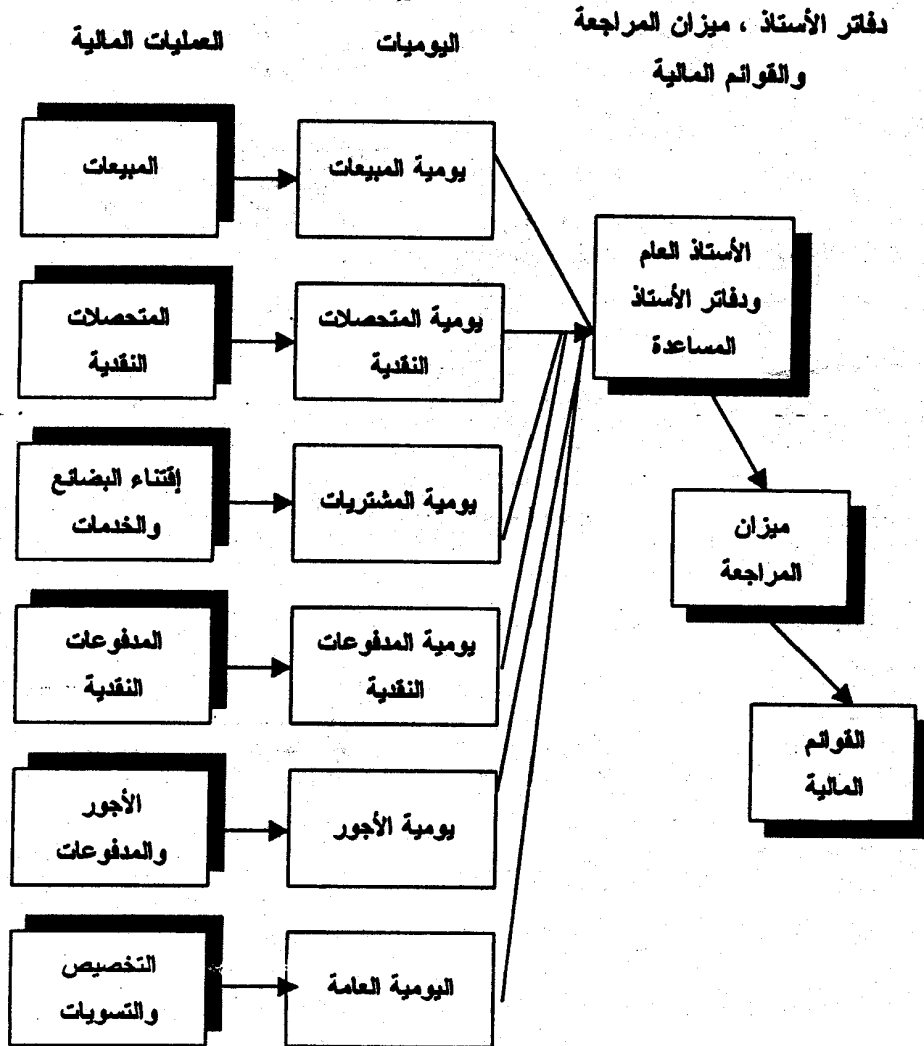 دفاتر الأستاذ ، ميزان المراجعة
والقوائم المالية
اليوميات
العمليات المالية
المبيعات
يومية المبيعات
الأستاذ العام
ودفاتر الأستاذ
المساعدة
المتحصلات
النقدية
يومية المتحصلات
النقدية
إقتناء البضائع
والخدمات
يومية المشتريات
ميزان
المراجعة
المدفوعات
النقدية
يومية المدفوعات
النقدية
القوائم
المالية
الأجور
والمدفوعات
يومية الأجور
التخصيص
والتسويات
اليومية العامة